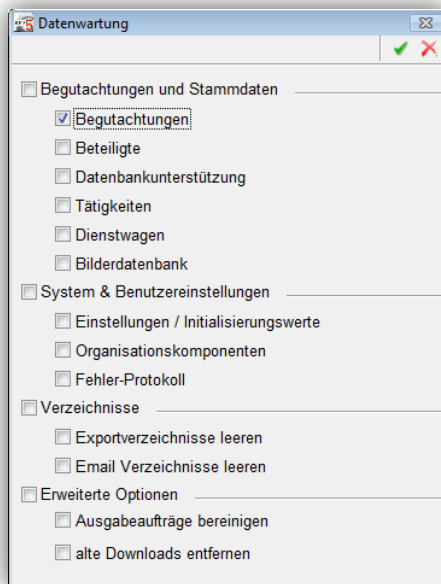 Datenwartung
Begutachtungen und Stammdaten
Begutachtungen
Beteiligte
Datenbankunterstützung
Tätigkeiten
Dienstwagen
Bilderdatenbank
System & Benutzereinstellungen
Einstellungen / Initialisierungswerte
Organisationskomponenten
Fehler-Protokoll
Verzeichnisse
Exportverzeichnisse leeren
Email Verzeichnisse leeren
Erweiterte Optionen
Ausgabeaufträge bereinigen
alte Downloads entfernen